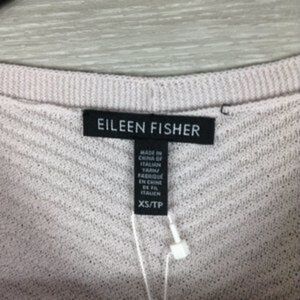 EILEEN FISHER
MADE IN
CHINA OF
ITALIAN
YARN/
FABRIQUÉ
EN CHINE
DE FIL
ITALIEN
XS/TP